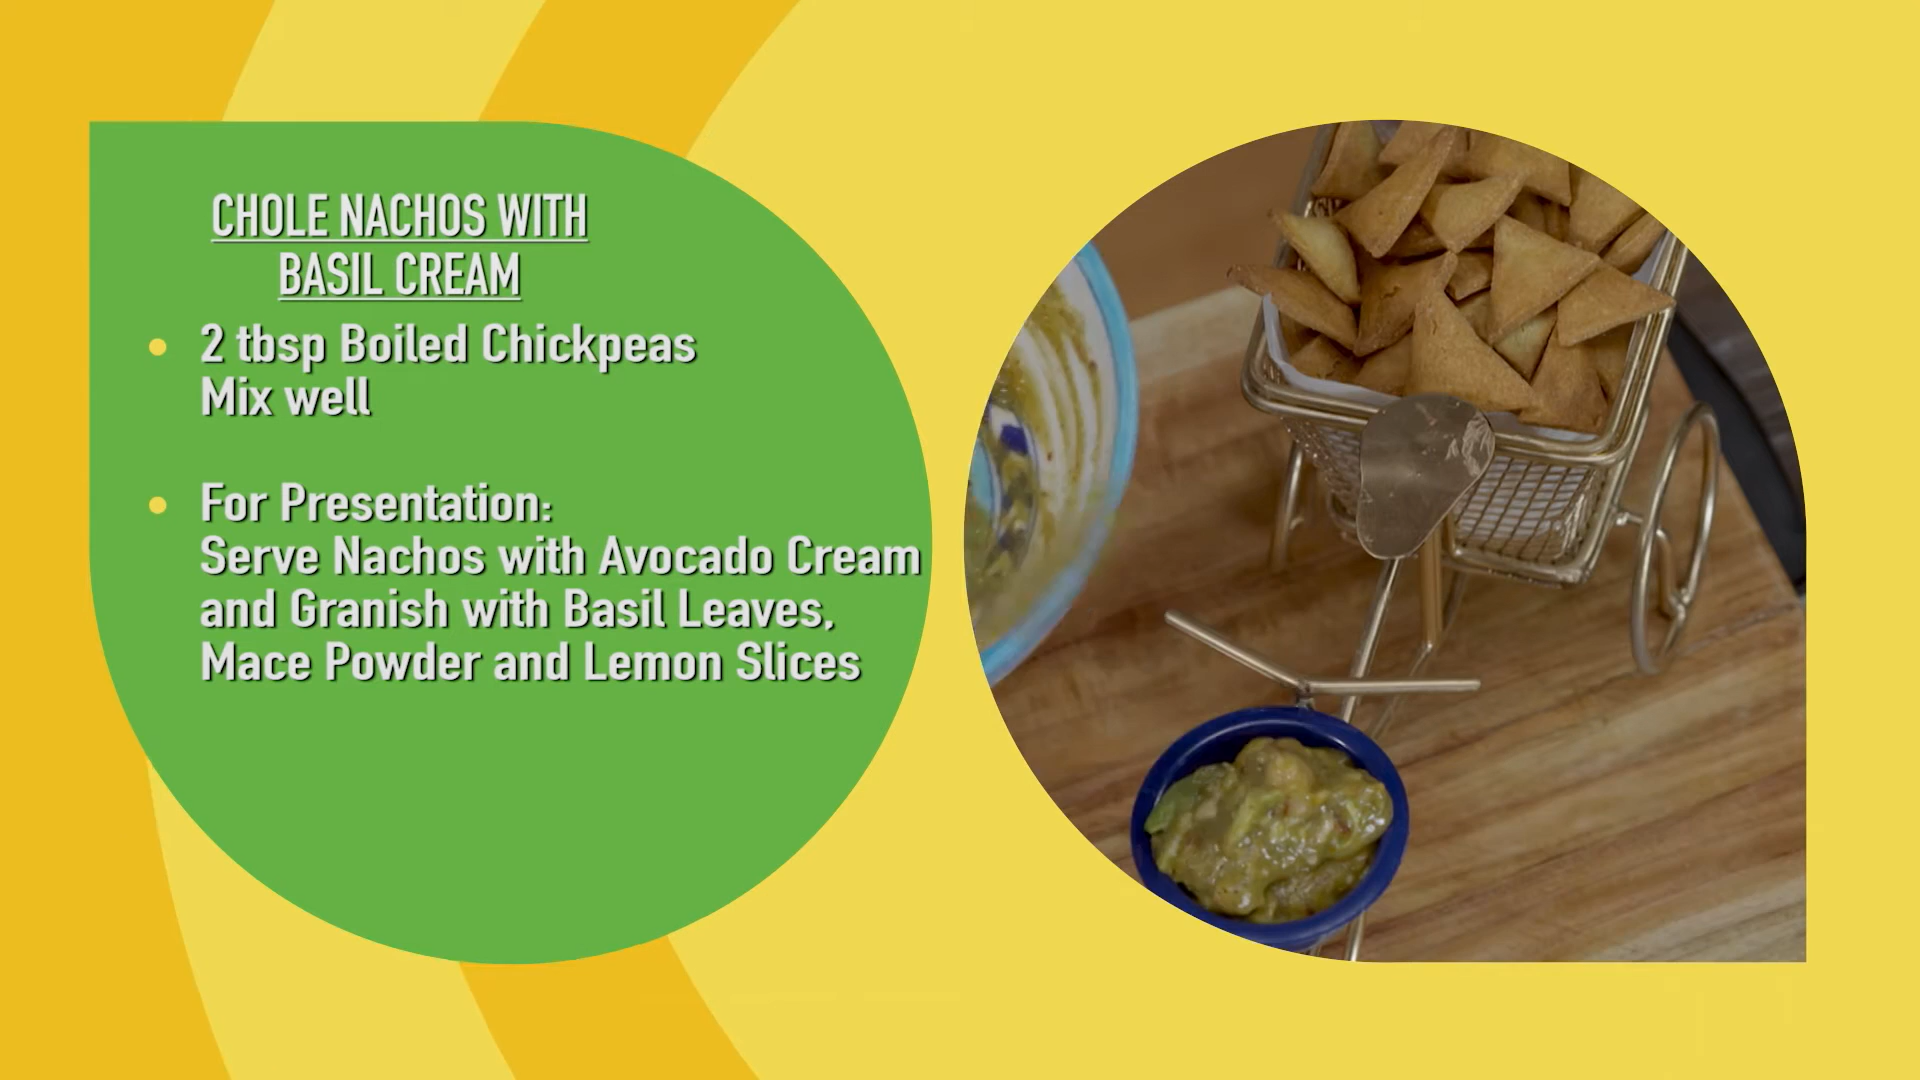 CHOLE NACHOS WITH
BASIL CREAM
2 tbsp Boiled Chickpeas
Mix well
For Presentation:
Serve Nachos with Avocado Cream
and Granish with Basil Leaves,
Mace Powder and Lemon Slices